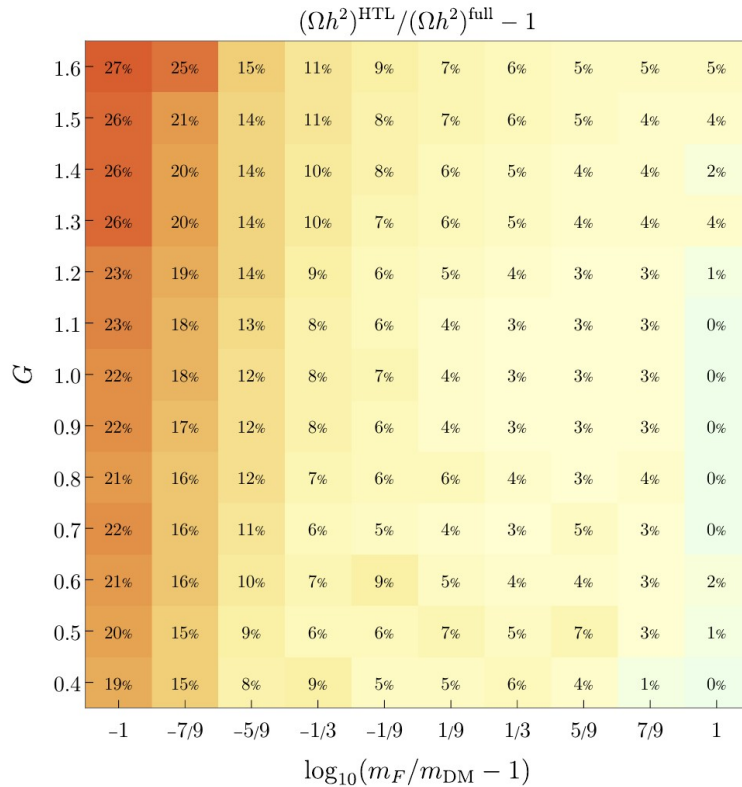 (Ωh²)^HTL/(Ωh²)^full − 1
1.6 27% 25% 15% 11% 9% 7% 6% 5% 5% 5%
1.5 26% 21% 14% 11% 8% 7% 6% 5% 4% 4%
1.4 26% 20% 14% 10% 8% 6% 5% 4% 4% 2%
1.3 26% 20% 14% 10% 7% 6% 5% 4% 4% 4%
1.2 23% 19% 14% 9% 6% 5% 4% 3% 3% 1%
1.1 23% 18% 13% 8% 6% 4% 3% 3% 3% 0%
G
1.0 22% 18% 12% 8% 7% 4% 3% 3% 3% 0%
0.9 22% 17% 12% 8% 6% 4% 3% 3% 3% 0%
0.8 21% 16% 12% 7% 6% 6% 4% 3% 4% 0%
0.7 22% 16% 11% 6% 5% 4% 3% 5% 3% 0%
0.6 21% 16% 10% 7% 9% 5% 4% 4% 3% 2%
0.5 20% 15% 9% 6% 6% 7% 5% 7% 3% 1%
0.4 19% 15% 8% 9% 5% 5% 6% 4% 1% 0%
−1 −7/9 −5/9 −1/3 −1/9 1/9 1/3 5/9 7/9 1
log₁₀(m_F/m_DM − 1)